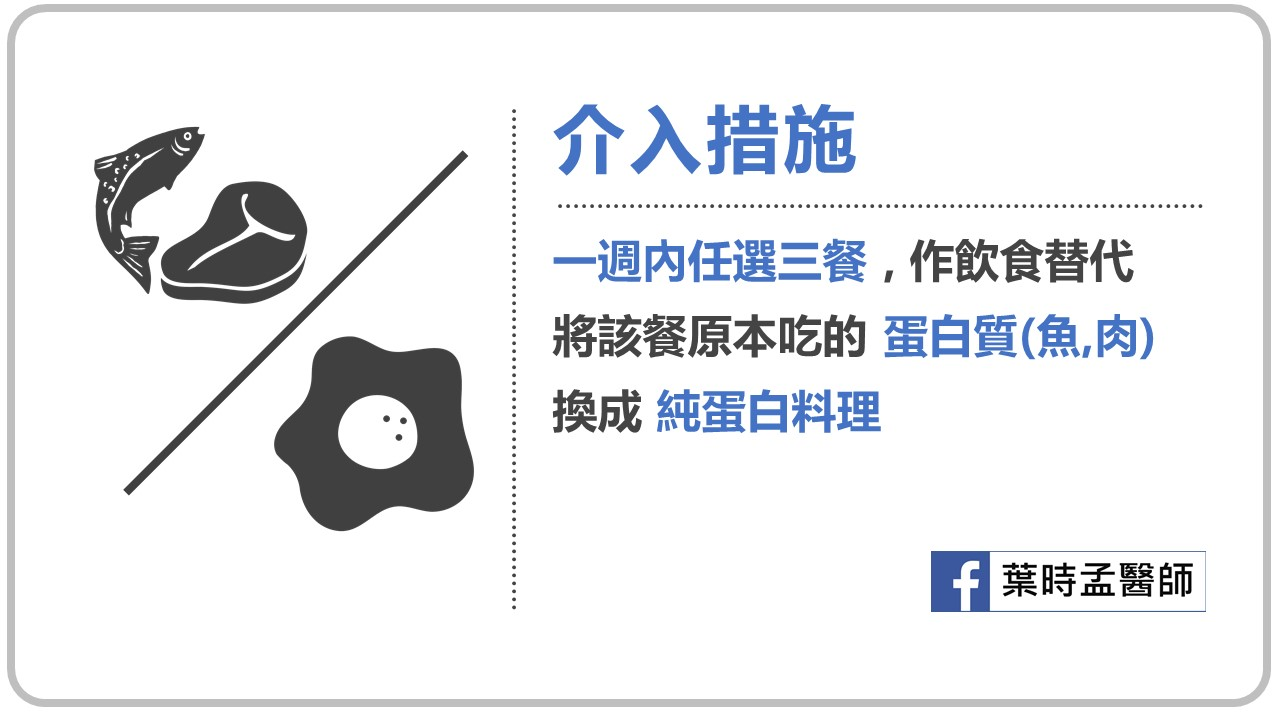 介入措施
一週內任選三餐，作飲食替代
將該餐原本吃的 蛋白質(魚,肉)
換成 純蛋白料理
f 葉時孟醫師